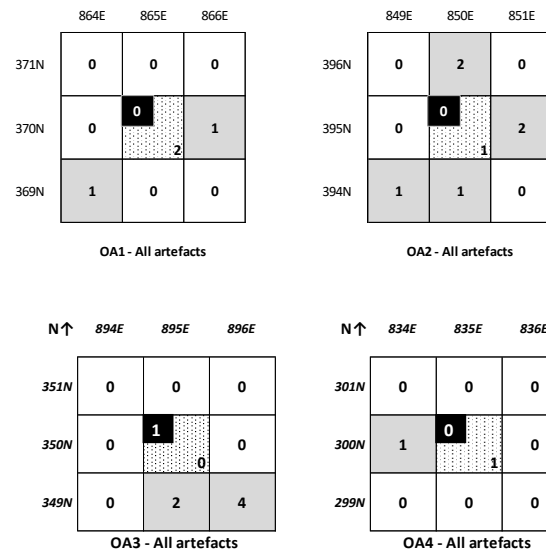 864E 865E 866E
371N 0 0 0
370N 0 0 2 1
369N 1 0 0
OA1 - All artefacts
849E 850E 851E
396N 0 2 0
395N 0 0 1 2
394N 1 1 0
OA2 - All artefacts
N↑ 894E 895E 896E
351N 0 0 0
350N 0 1 0 0
349N 0 2 4
OA3 - All artefacts
N↑ 834E 835E 836E
301N 0 0 0
300N 1 0 1 0
299N 0 0 0
OA4 - All artefacts